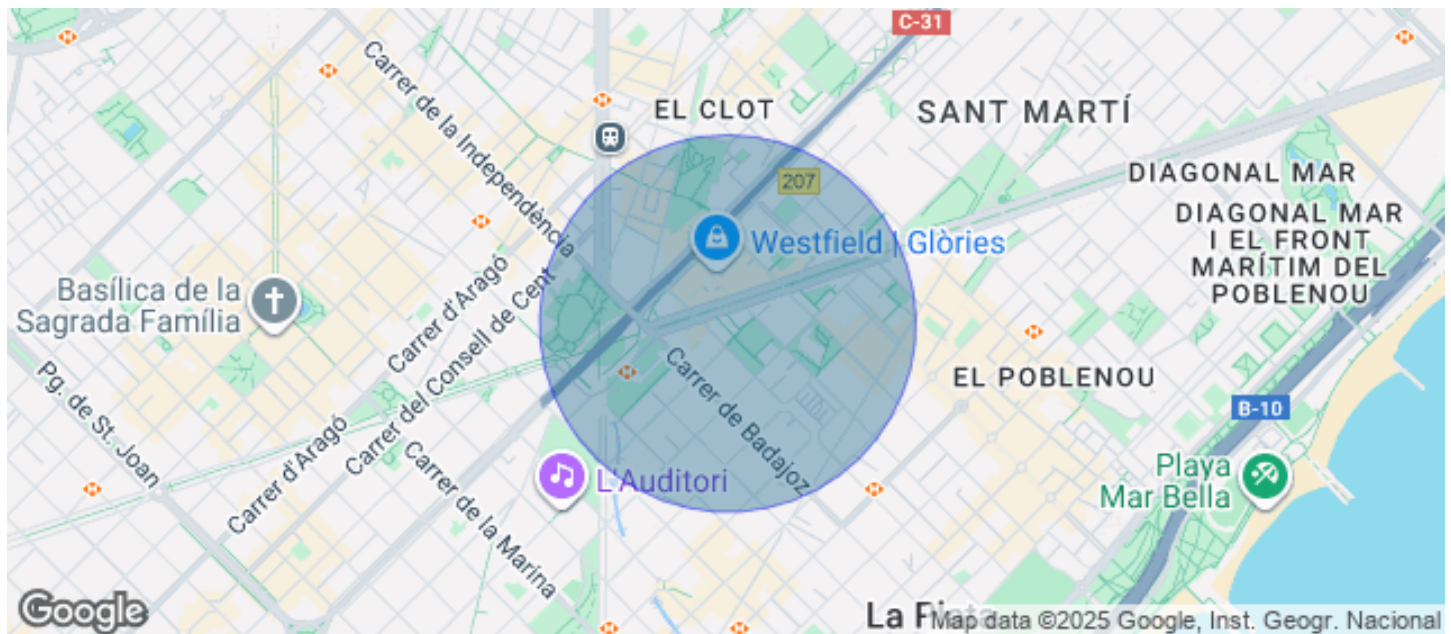 C-31
EL CLOT
SANT MARTÍ
Carrer de la Independència
207
DIAGONAL MAR
DIAGONAL MAR
I EL FRONT
MARÍTIM DEL
POBLENOU
Westfield | Glòries
Basílica de la
Sagrada Família
Carrer d'Aragó
Carrer del Consell de Cent
Pg. de St. Joan
Carrer d'Aragó
Carrer de Badajoz
EL POBLENOU
B-10
Carrer de la Marina
L'Auditori
Playa
Mar Bella
Google
La
Map data ©2025 Google, Inst. Geogr. Nacional